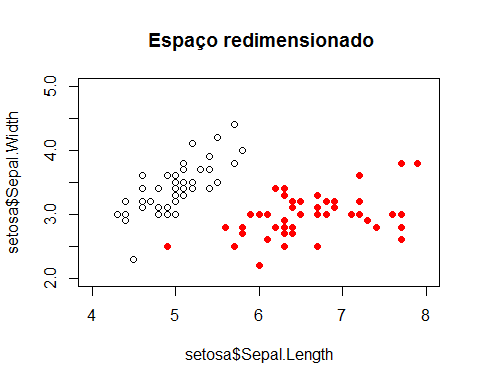 Espaço redimensionado
setosa$Sepal.Width
5.0
4.0
3.0
2.0
4 5 6 7 8
setosa$Sepal.Length